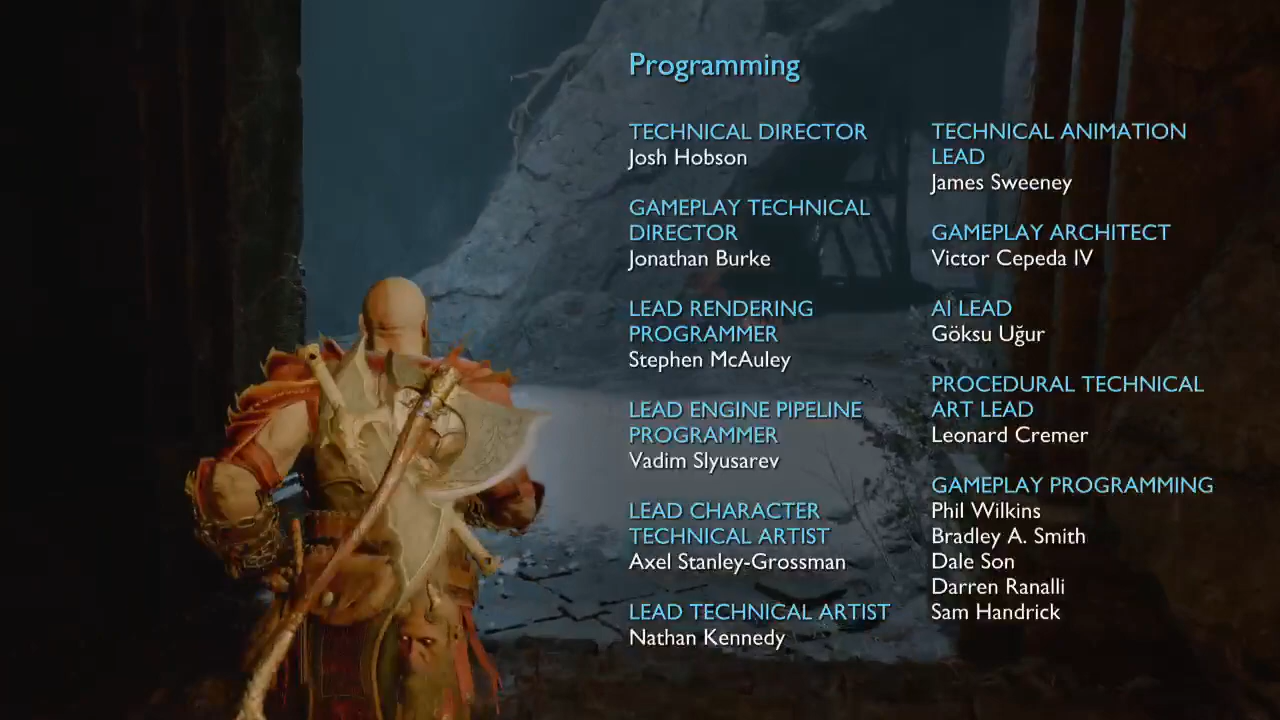 Programming
TECHNICAL DIRECTOR
Josh Hobson
GAMEPLAY TECHNICAL
DIRECTOR
Jonathan Burke
LEAD RENDERING
PROGRAMMER
Stephen McAuley
LEAD ENGINE PIPELINE
PROGRAMMER
Vadim Slyusarev
LEAD CHARACTER
TECHNICAL ARTIST
Axel Stanley-Grossman
LEAD TECHNICAL ARTIST
Nathan Kennedy
TECHNICAL ANIMATION
LEAD
James Sweeney
GAMEPLAY ARCHITECT
Victor Cepeda IV
AI LEAD
Göksu Uğur
PROCEDURAL TECHNICAL
ART LEAD
Leonard Cremer
GAMEPLAY PROGRAMMING
Phil Wilkins
Bradley A. Smith
Dale Son
Darren Ranalli
Sam Handrick